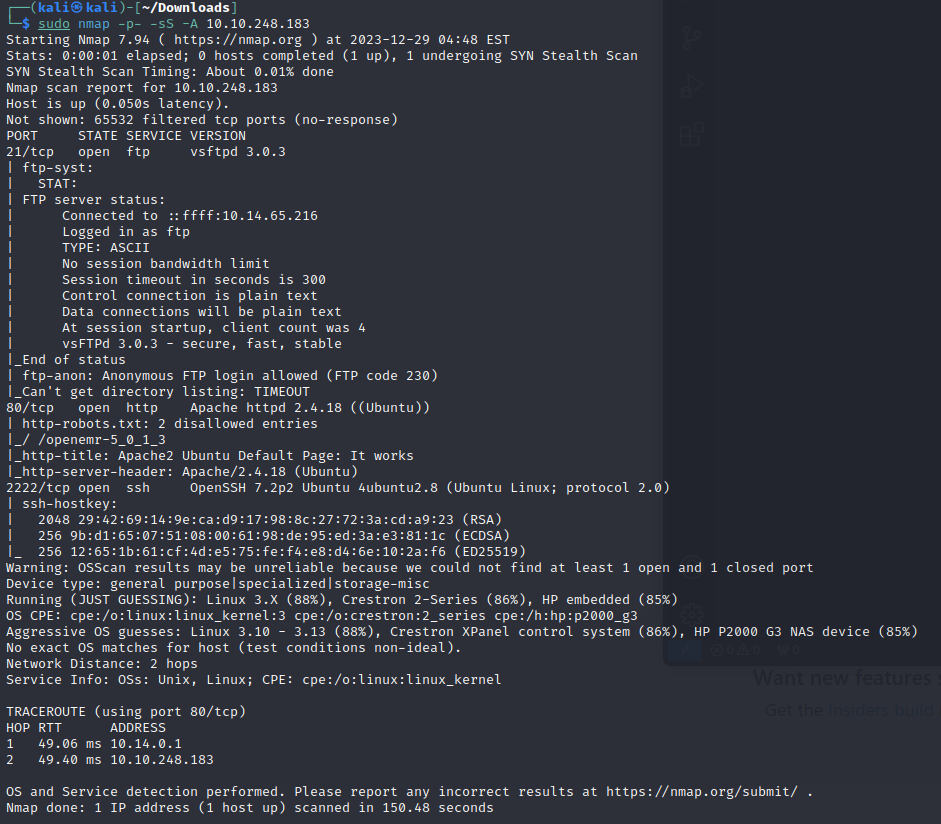 ┌──(kali㉿kali)-[~/Downloads]
└─$ sudo nmap -p- -sS -A 10.10.248.183
Starting Nmap 7.94 ( https://nmap.org ) at 2023-12-29 04:48 EST
Stats: 0:00:01 elapsed; 0 hosts completed (1 up), 1 undergoing SYN Stealth Scan
SYN Stealth Scan Timing: About 0.01% done
Nmap scan report for 10.10.248.183
Host is up (0.050s latency).
Not shown: 65532 filtered tcp ports (no-response)
PORT     STATE SERVICE VERSION
21/tcp   open  ftp     vsftpd 3.0.3
| ftp-syst:
|   STAT:
| FTP server status:
|      Connected to ::ffff:10.14.65.216
|      Logged in as ftp
|      TYPE: ASCII
|      No session bandwidth limit
|      Session timeout in seconds is 300
|      Control connection is plain text
|      Data connections will be plain text
|      At session startup, client count was 4
|      vsFTPd 3.0.3 - secure, fast, stable
|_End of status
| ftp-anon: Anonymous FTP login allowed (FTP code 230)
|_Can't get directory listing: TIMEOUT
80/tcp   open  http    Apache httpd 2.4.18 ((Ubuntu))
| http-robots.txt: 2 disallowed entries
|_/ /openemr-5_0_1_3
|_http-title: Apache2 Ubuntu Default Page: It works
|_http-server-header: Apache/2.4.18 (Ubuntu)
2222/tcp open  ssh     OpenSSH 7.2p2 Ubuntu 4ubuntu2.8 (Ubuntu Linux; protocol 2.0)
| ssh-hostkey:
|   2048 29:42:69:14:9e:ca:d9:17:98:8c:27:72:3a:cd:a9:23 (RSA)
|   256 9b:d1:65:07:51:08:00:61:98:de:95:ed:3a:e3:81:1c (ECDSA)
|_  256 12:65:1b:61:cf:4d:e5:75:fe:f4:e8:d4:6e:10:2a:f6 (ED25519)
Warning: OSScan results may be unreliable because we could not find at least 1 open and 1 closed port
Device type: general purpose|specialized|storage-misc
Running (JUST GUESSING): Linux 3.X (88%), Crestron 2-Series (86%), HP embedded (85%)
OS CPE: cpe:/o:linux:linux_kernel:3 cpe:/o:crestron:2_series cpe:/h:hp:p2000_g3
Aggressive OS guesses: Linux 3.10 - 3.13 (88%), Crestron XPanel control system (86%), HP P2000 G3 NAS device (85%)
No exact OS matches for host (test conditions non-ideal).
Network Distance: 2 hops
Service Info: OSs: Unix, Linux; CPE: cpe:/o:linux:linux_kernel
Want new features
Get the Insiders build
TRACEROUTE (using port 80/tcp)
HOP RTT      ADDRESS
1   49.06 ms 10.14.0.1
2   49.40 ms 10.10.248.183
OS and Service detection performed. Please report any incorrect results at https://nmap.org/submit/ .
Nmap done: 1 IP address (1 host up) scanned in 150.48 seconds